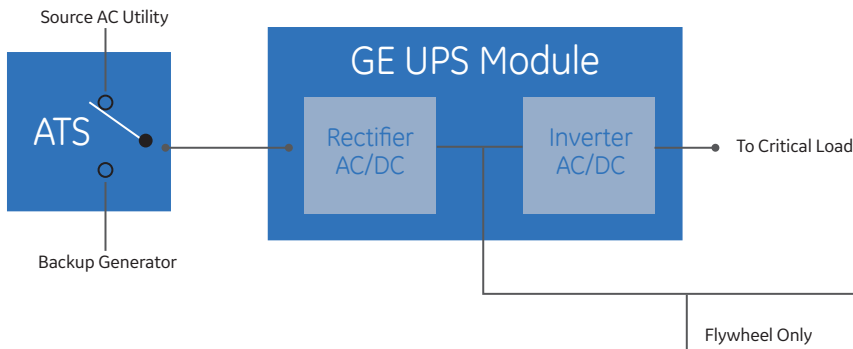 Source AC Utility
GE UPS Module
ATS
Rectifier
AC/DC
Inverter
AC/DC
To Critical Load
Backup Generator
Flywheel Only